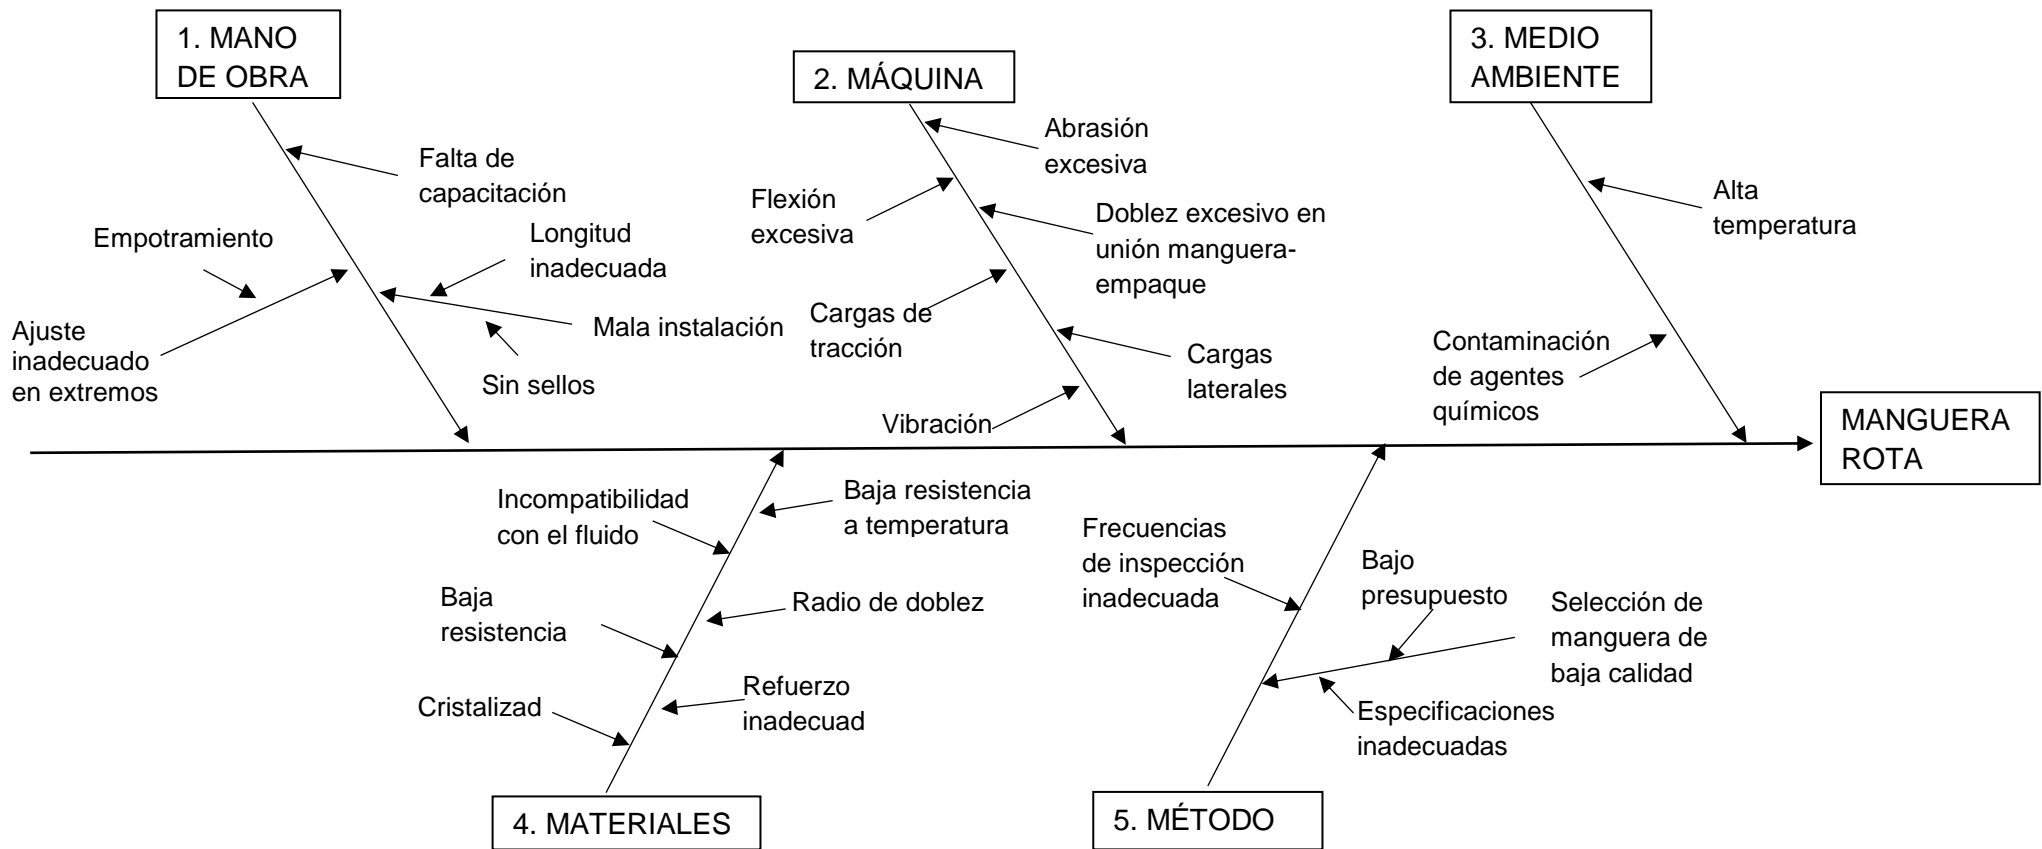 1. MANO
DE OBRA
2. MÁQUINA
3. MEDIO
AMBIENTE
Falta de
capacitación
Empotramiento
Longitud
inadecuada
Ajuste
inadecuado
en extremos
Mala instalación
Sin sellos
Abrasión
excesiva
Flexión
excesiva
Doblez excesivo en
unión manguera-
empaque
Cargas de
tracción
Cargas
laterales
Vibración
Alta
temperatura
Contaminación
de agentes
químicos
MANGUERA
ROTA
Incompatibilidad
con el fluido
Baja resistencia
a temperatura
Baja
resistencia
Radio de doblez
Cristalizad
Refuerzo
inadecuad
Frecuencias
de inspección
inadecuada
Bajo
presupuesto
Selección de
manguera de
baja calidad
Especificaciones
inadecuadas
4. MATERIALES
5. MÉTODO